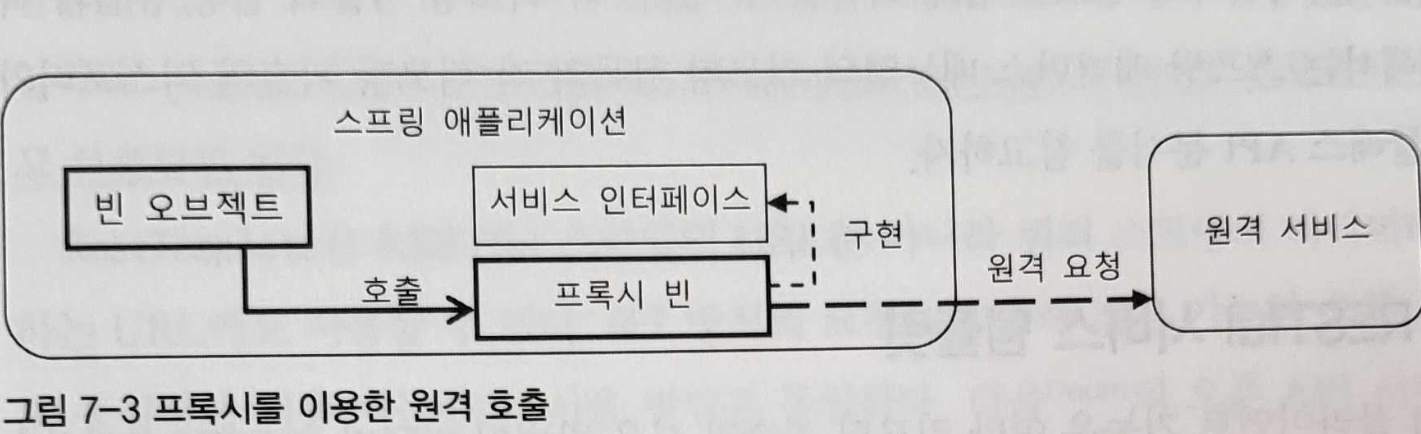 스프링 애플리케이션
빈 오브젝트
서비스 인터페이스
구현
호출
프록시 빈
원격 요청
원격 서비스
그림 7-3 프록시를 이용한 원격 호출